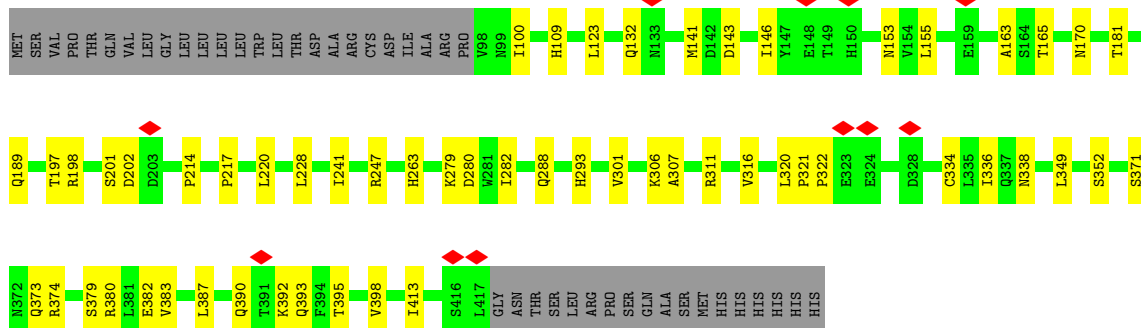 MET SER VAL PRO THR GLN VAL LEU GLY LEU LEU LEU LEU TRP LEU THR ASP ALA ARG CYS ASP ILE ALA ARG PRO V98 N99 I100 H109 L123 Q132 N133 M141 D142 D143 I146 Y147 E148 T149 H150 N153 V154 L155 E159 A163 S164 T165 N170 T181
Q189 T197 R198 S201 D202 D203 P214 P217 L220 L228 I241 R247 H263 K279 D280 W281 I282 Q288 H293 V301 K306 A307 R311 V316 L320 P321 P322 E323 E324 D328 C334 L335 I336 Q337 N338 L349 S352 S371
N372 Q373 R374 S379 R380 L381 E382 V383 L387 Q390 T391 K392 Q393 F394 T395 V398 I413 S416 L417 GLY ASN THR SER LEU ARG PRO SER GLN ALA SER MET HIS HIS HIS HIS HIS HIS